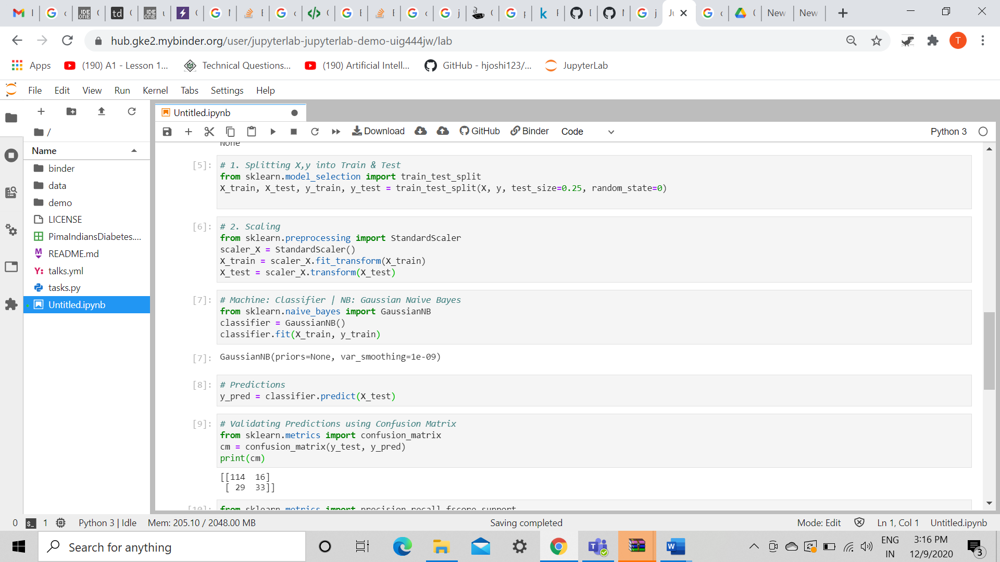 hub.gke2.mybinder.org/user/jupyterlab-jupyterlab-demo-uig444jw/lab
New New
T
Apps (190) A1 - Lesson 1... Technical Questions... (190) Artificial Intell... GitHub - hjoshi123/... JupyterLab
File Edit View Run Kernel Tabs Settings Help
Untitled.ipynb
Download GitHub Binder Code Python 3
/
Name
binder
data
demo
LICENSE
PimaIndiansDiabetes....
README.md
talks.yml
tasks.py
Untitled.ipynb
None
[5]: # 1. Splitting X,y into Train & Test
from sklearn.model_selection import train_test_split
X_train, X_test, y_train, y_test = train_test_split(X, y, test_size=0.25, random_state=0)
[6]: # 2. Scaling
from sklearn.preprocessing import StandardScaler
scaler_X = StandardScaler()
X_train = scaler_X.fit_transform(X_train)
X_test = scaler_X.transform(X_test)
[7]: # Machine: Classifier | NB: Gaussian Naive Bayes
from sklearn.naive_bayes import GaussianNB
classifier = GaussianNB()
classifier.fit(X_train, y_train)
[7]: GaussianNB(priors=None, var_smoothing=1e-09)
[8]: # Predictions
y_pred = classifier.predict(X_test)
[9]: # Validating Predictions using Confusion Matrix
from sklearn.metrics import confusion_matrix
cm = confusion_matrix(y_test, y_pred)
print(cm)
[[114 16]
[ 29 33]]
[10]: from sklearn.metrics import precision_recall_fscore_support
0 1 Python 3 | Idle Mem: 205.10 / 2048.00 MB Saving completed Mode: Edit Ln 1, Col 1 Untitled.ipynb
Search for anything
ENG
IN
3:16 PM
12/9/2020
3